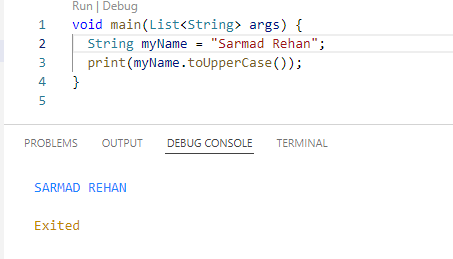 Run | Debug
1 void main(List<String> args) {
2 String myName = "Sarmad Rehan";
3 print(myName.toUpperCase());
4 }
5
PROBLEMS OUTPUT DEBUG CONSOLE TERMINAL
SARMAD REHAN
Exited